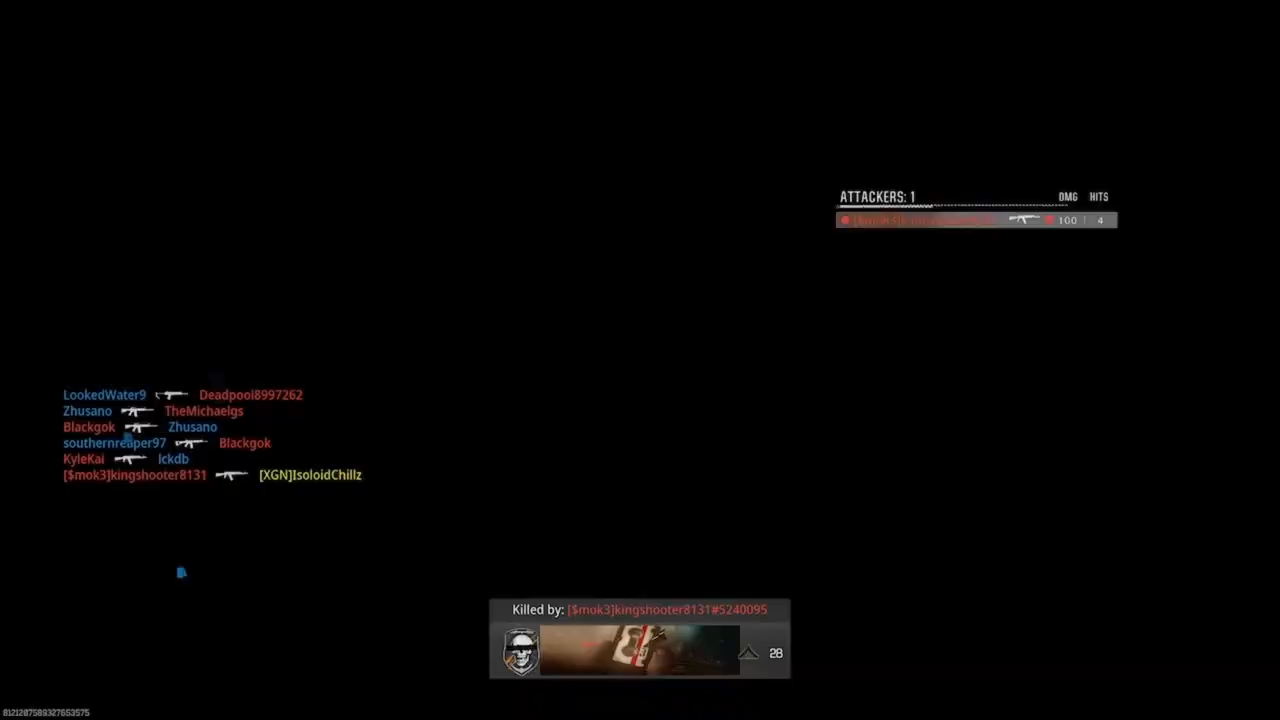 ATTACKERS: 1 DMG HITS
100 4
LookedWater9 Deadpool8997262
Zhusano TheMichaelgs
Blackgok Zhusano
southernreaper97 Blackgok
KyleKai lckdb
[$mok3]kingshooter8131 [XGN]IsoloidChillz
Killed by: [$mok3]kingshooter8131#5240095
28